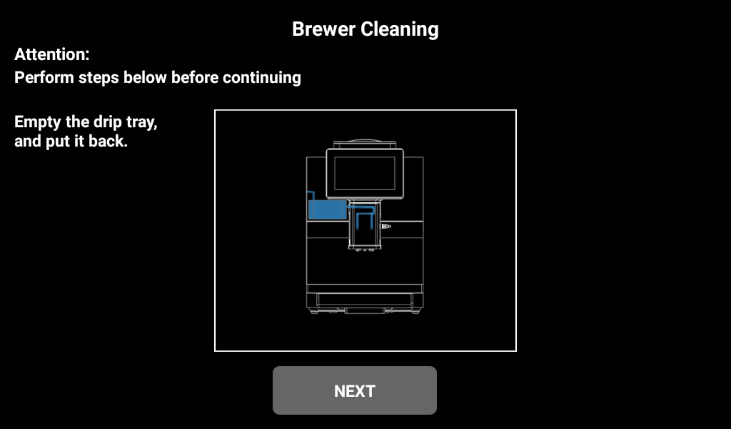 Brewer Cleaning
Attention:
Perform steps below before continuing
Empty the drip tray,
and put it back.
NEXT